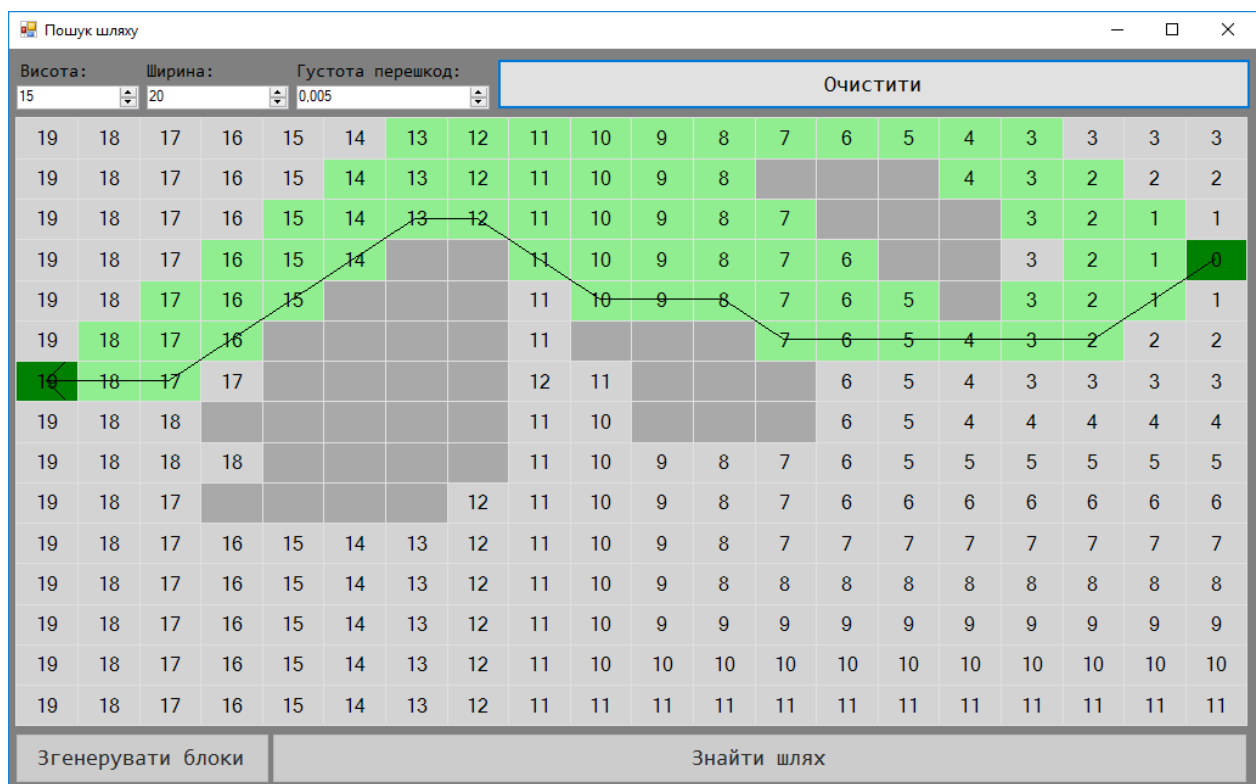 Пошук шляху
Висота: Ширина: Густота перешкод:
15 20 0,005 Очистити
19 18 17 16 15 14 13 12 11 10 9 8 7 6 5 4 3 3 3 3
19 18 17 16 15 14 13 12 11 10 9 8 4 3 2 2 2
19 18 17 16 15 14 13 12 11 10 9 8 7 3 2 1 1
19 18 17 16 15 14 11 10 9 8 7 6 3 2 1 0
19 18 17 16 15 11 10 9 8 7 6 5 3 2 1 1
19 18 17 16 11 7 6 5 4 3 2 2 2
19 18 17 17 12 11 6 5 4 3 3 3 3
19 18 18 11 10 6 5 4 4 4 4 4
19 18 18 18 11 10 9 8 7 6 5 5 5 5 5 5
19 18 17 12 11 10 9 8 7 6 6 6 6 6 6 6
19 18 17 16 15 14 13 12 11 10 9 8 7 7 7 7 7 7 7 7
19 18 17 16 15 14 13 12 11 10 9 8 8 8 8 8 8 8 8 8
19 18 17 16 15 14 13 12 11 10 9 9 9 9 9 9 9 9 9 9
19 18 17 16 15 14 13 12 11 10 10 10 10 10 10 10 10 10 10 10
19 18 17 16 15 14 13 12 11 11 11 11 11 11 11 11 11 11 11 11
Згенерувати блоки Знайти шлях